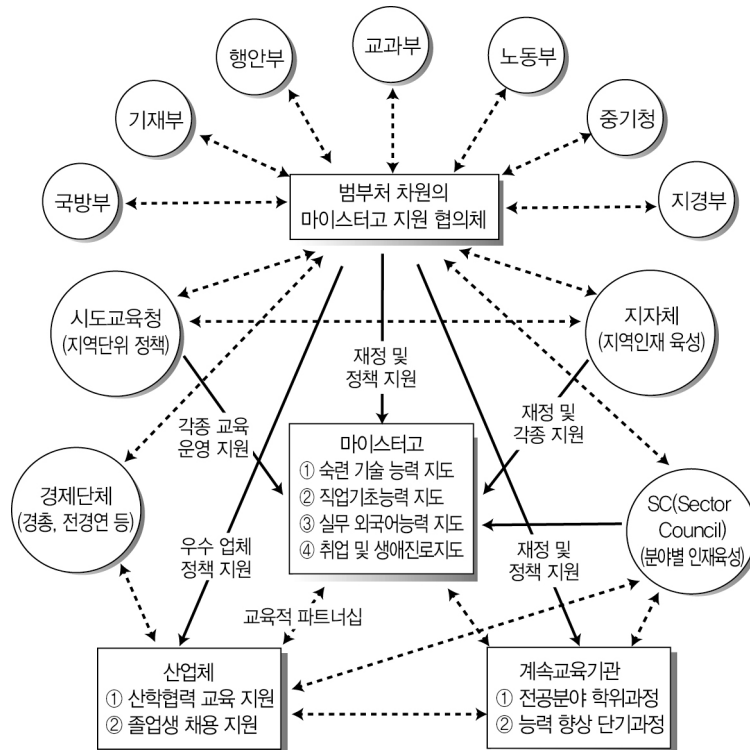 교과부
행안부
노동부
기재부
중기청
국방부
지경부
범부처 차원의
마이스터고 지원 협의체
시도교육청
(지역단위 정책)
지자체
(지역인재 육성)
재정 및
정책 지원
각종 교육
운영 지원
재정 및
각종 지원
마이스터고
① 숙련 기술 능력 지도
② 직업기초능력 지도
③ 실무 외국어능력 지도
④ 취업 및 생애진로지도
경제단체
(경총, 전경연 등)
SC(Sector
Council)
(분야별 인재육성)
우수 업체
정책 지원
재정 및
정책 지원
교육적 파트너십
산업체
① 산학협력 교육 지원
② 졸업생 채용 지원
계속교육기관
① 전공분야 학위과정
② 능력 향상 단기과정